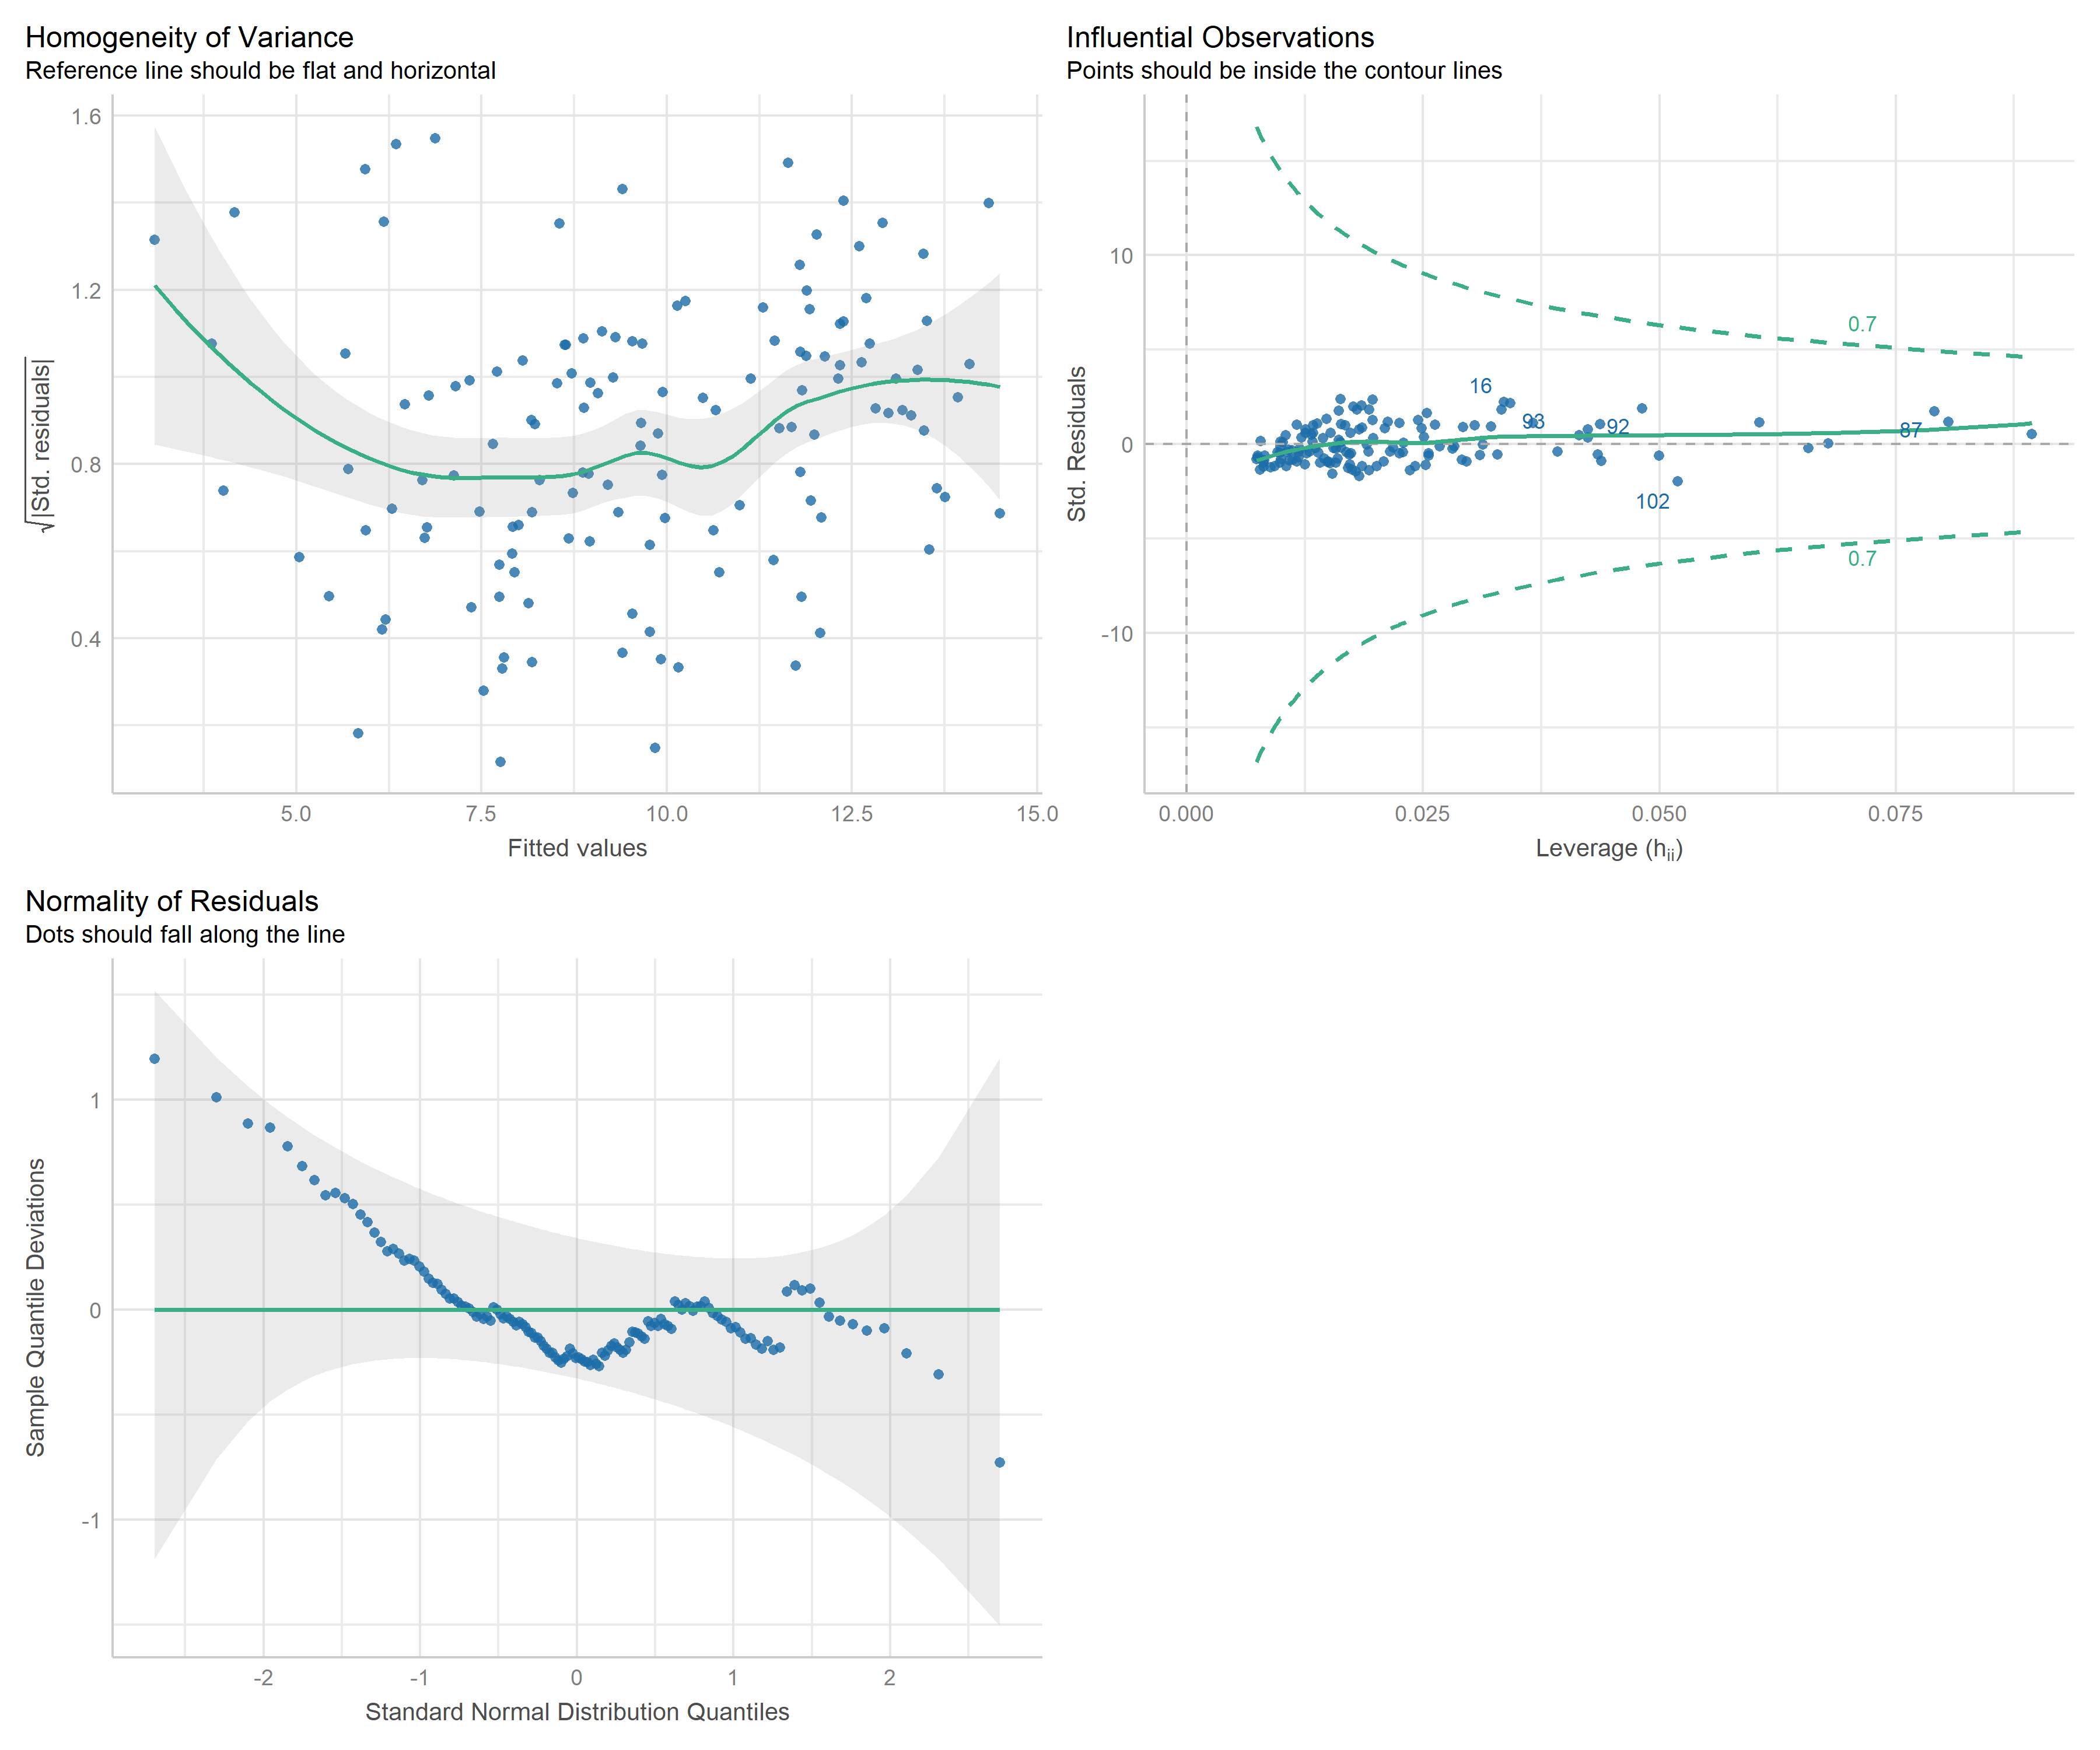 Homogeneity of Variance
Reference line should be flat and horizontal
1.6
1.2
0.8
0.4
√|Std. residuals|
5.0 7.5 10.0 12.5 15.0
Fitted values
Influential Observations
Points should be inside the contour lines
10
0
-10
Std. Residuals
0.7
16
93
92
87
102
0.7
0.000 0.025 0.050 0.075
Leverage (hii)
Normality of Residuals
Dots should fall along the line
1
0
-1
Sample Quantile Deviations
-2 -1 0 1 2
Standard Normal Distribution Quantiles